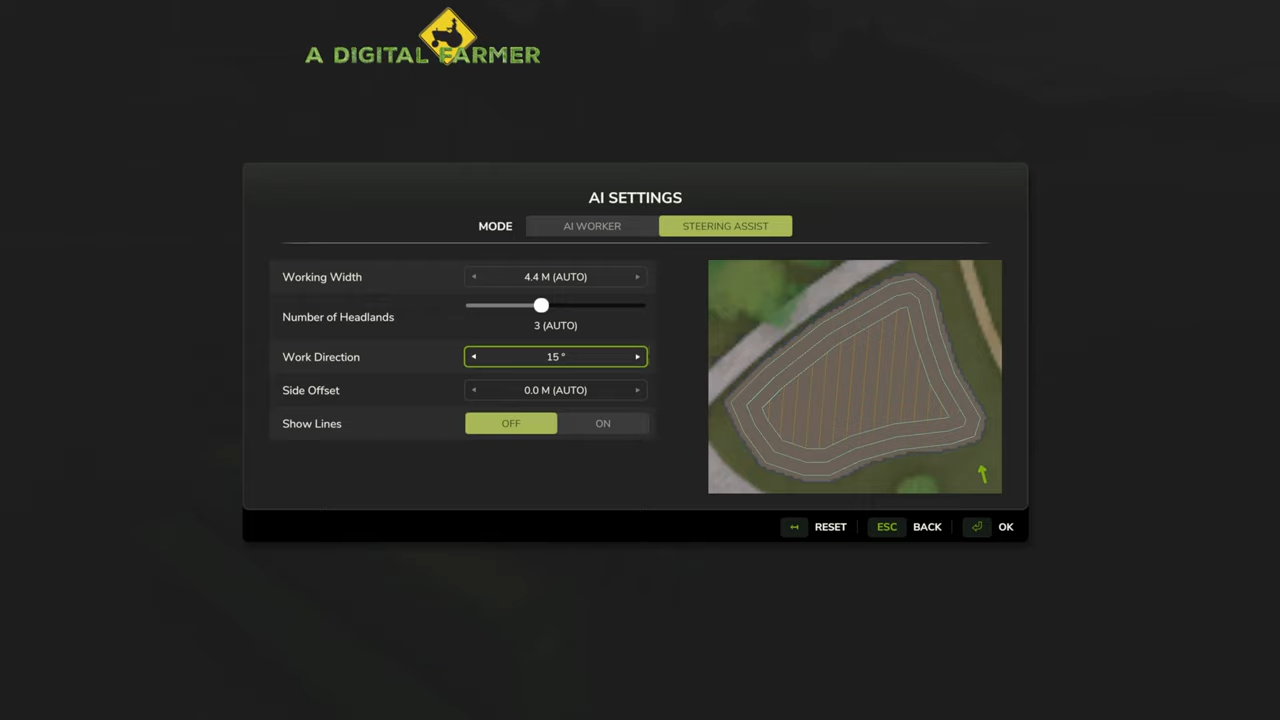 A DIGITAL FARMER
AI SETTINGS
MODE AI WORKER STEERING ASSIST
Working Width 4.4 M (AUTO)
Number of Headlands 3 (AUTO)
Work Direction 15 °
Side Offset 0.0 M (AUTO)
Show Lines OFF ON
RESET ESC BACK OK